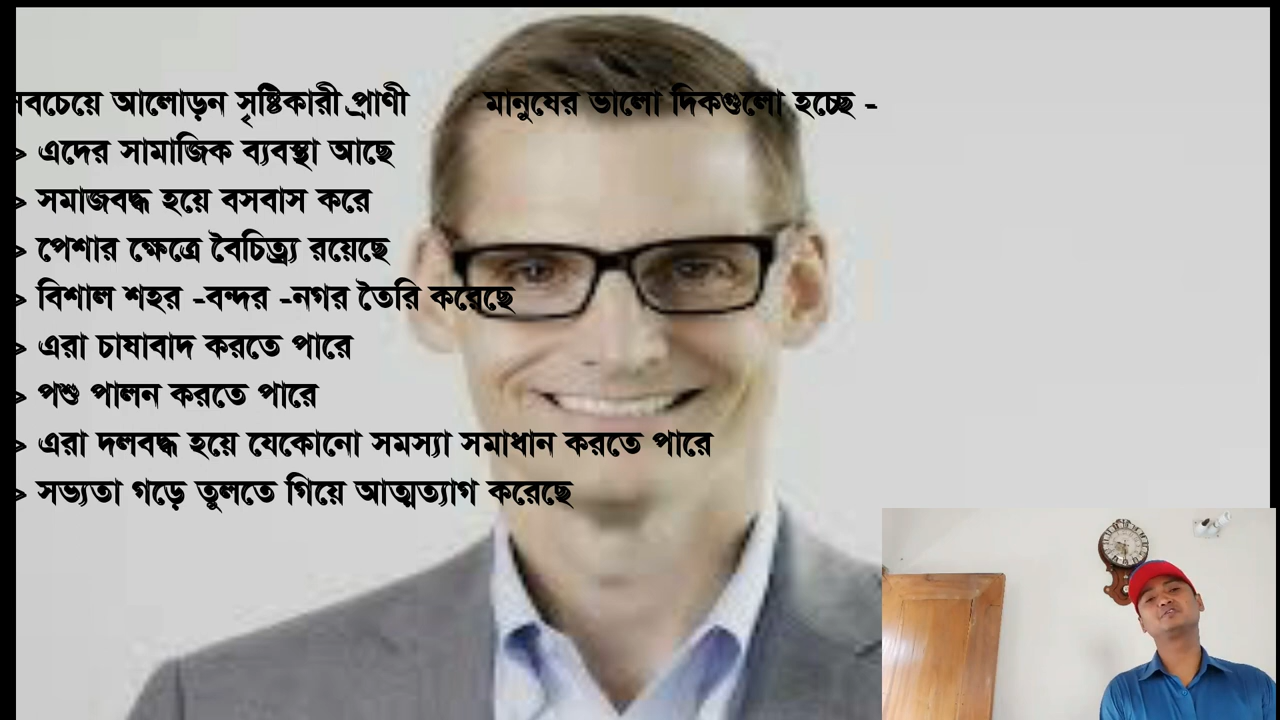 সবচেয়ে আলোড়ন সৃষ্টিকারী প্রাণী মানুষের ভালো দিকগুলো হচ্ছে -
> এদের সামাজিক ব্যবস্থা আছে
> সমাজবদ্ধ হয়ে বসবাস করে
> পেশার ক্ষেত্রে বৈচিত্র্য রয়েছে
> বিশাল শহর -বন্দর -নগর তৈরি করেছে
> এরা চাষাবাদ করতে পারে
> পশু পালন করতে পারে
> এরা দলবদ্ধ হয়ে যেকোনো সমস্যা সমাধান করতে পারে
> সভ্যতা গড়ে তুলতে গিয়ে আত্মত্যাগ করেছে